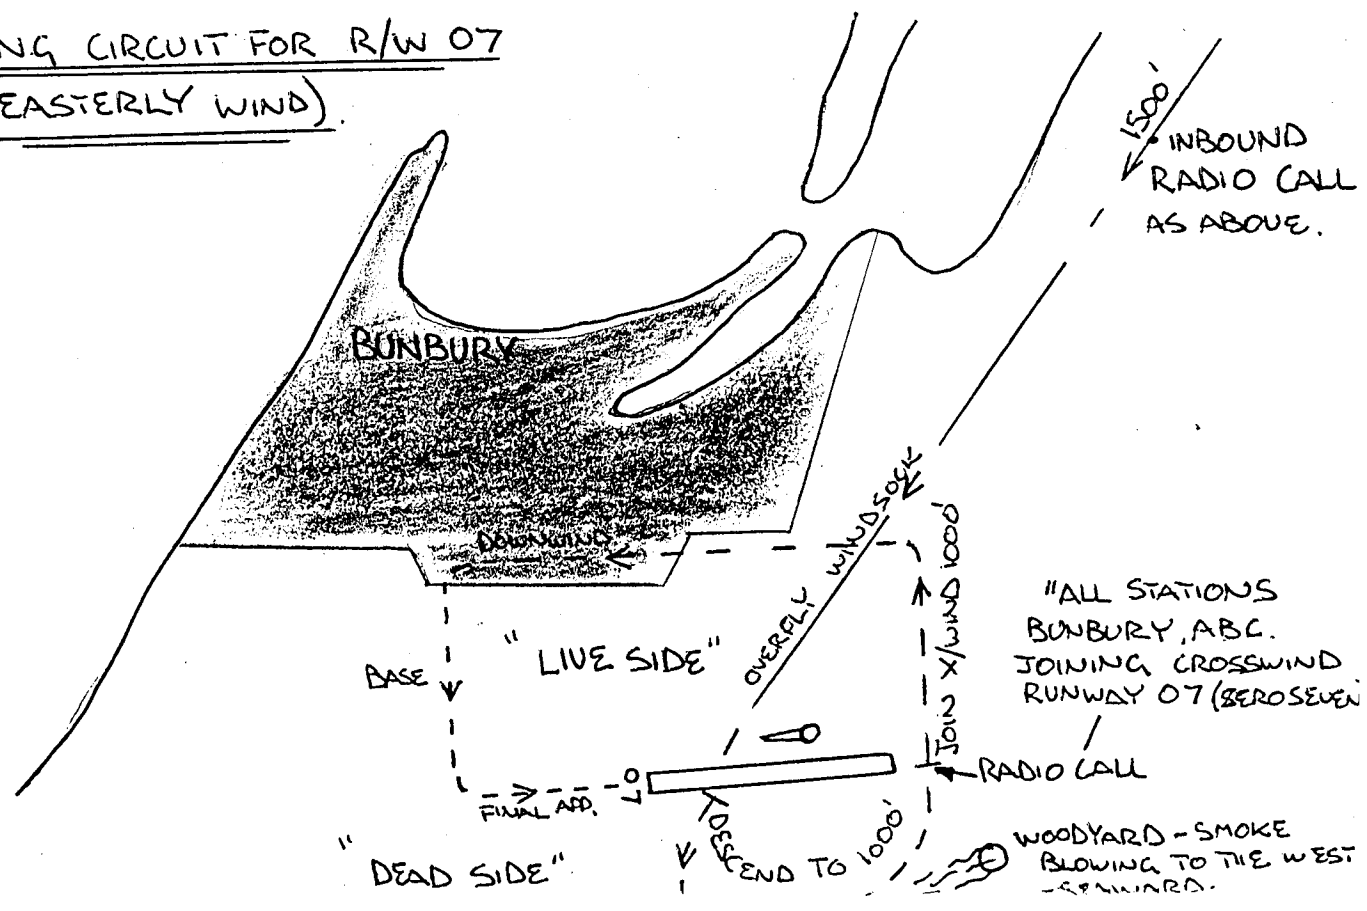 NG CIRCUIT FOR R/W 07
EASTERLY WIND).
1500'
INBOUND
RADIO CALL
AS ABOVE.
BUNBURY
OVERFLY WINDSOCK
DOWNWIND
JOIN X/WIND 1000'
"ALL STATIONS
BUNBURY, ABC.
JOINING CROSSWIND
RUNWAY 07 (ZEROSEVEN
RADIO CALL
"LIVE SIDE"
BASE
FINAL APP.
07
DESCEND TO 1000'
"DEAD SIDE"
WOODYARD - SMOKE
BLOWING TO THE WEST